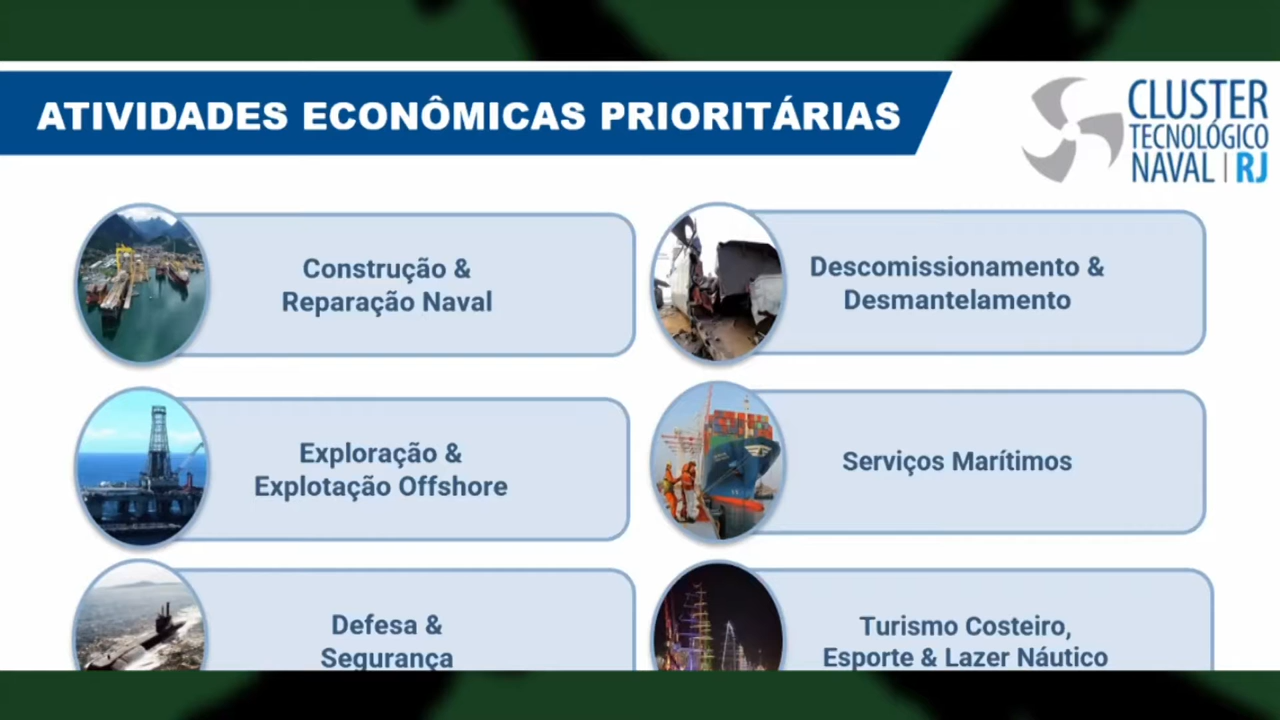 ATIVIDADES ECONÔMICAS PRIORITÁRIAS
CLUSTER
TECNOLÓGICO
NAVAL | RJ
Construção &
Reparação Naval
Descomissionamento &
Desmantelamento
Exploração &
Explotação Offshore
Serviços Marítimos
Defesa &
Segurança
Turismo Costeiro,
Esporte & Lazer Náutico